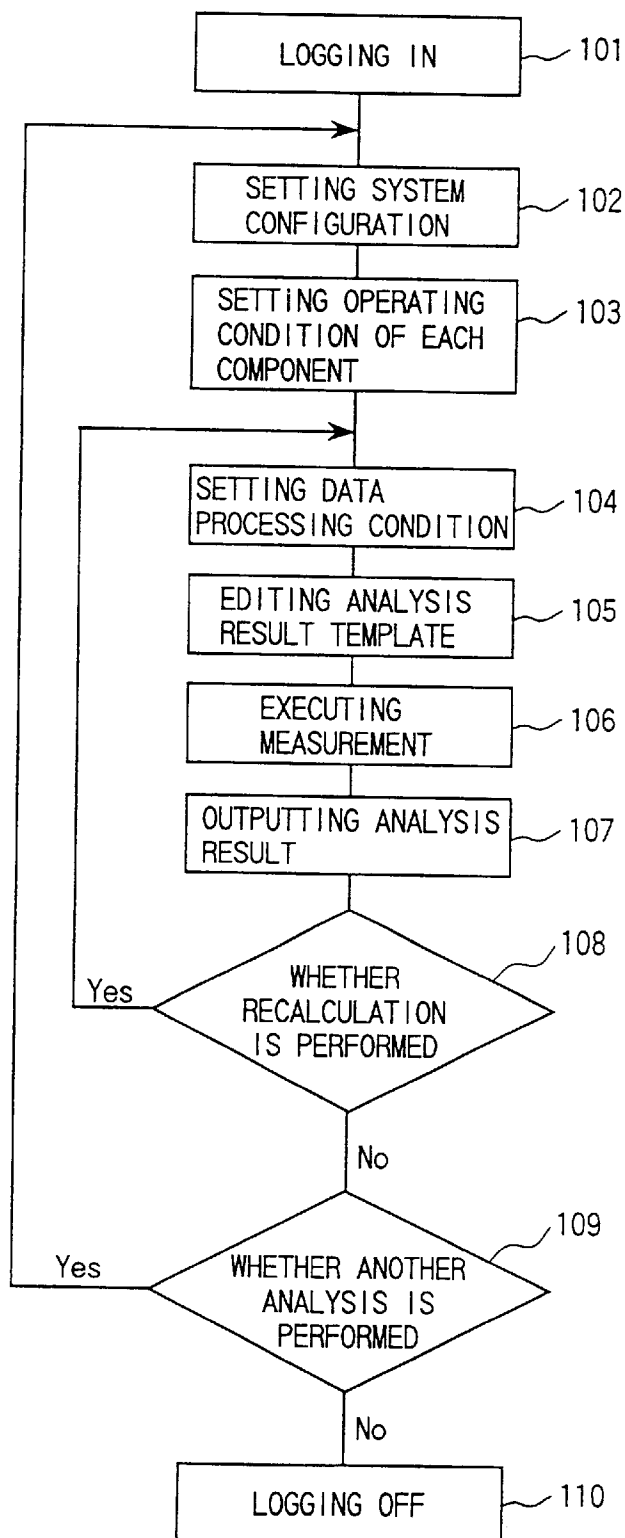 LOGGING IN
101
SETTING SYSTEM
CONFIGURATION
102
SETTING OPERATING
CONDITION OF EACH
COMPONENT
103
SETTING DATA
PROCESSING CONDITION
104
EDITING ANALYSIS
RESULT TEMPLATE
105
EXECUTING
MEASUREMENT
106
OUTPUTTING ANALYSIS
RESULT
107
108
Yes
WHETHER
RECALCULATION
IS PERFORMED
No
109
Yes
WHETHER ANOTHER
ANALYSIS IS
PERFORMED
No
LOGGING OFF
110